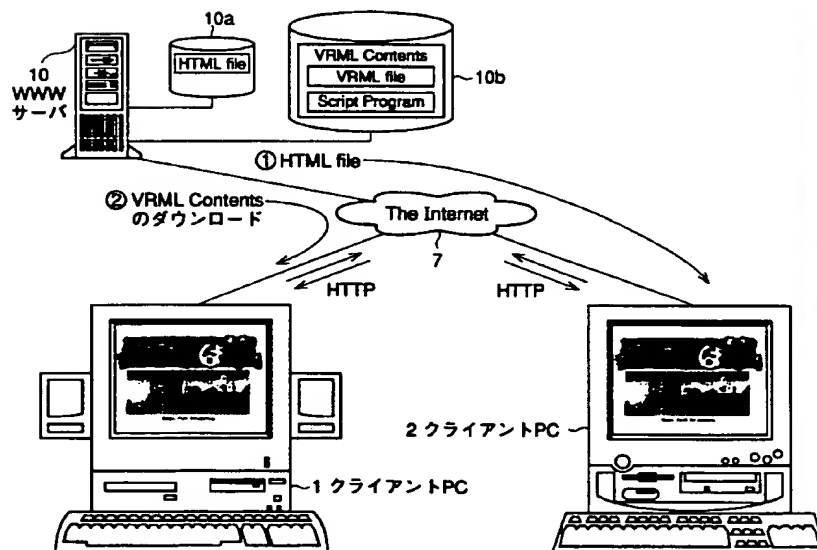 10a
10
HTML file
VRML Contents
VRML file
Script Program
10b
WWW
サーバ
① HTML file
② VRML Contents
のダウンロード
The Internet
7
HTTP
HTTP
2 クライアントPC
1 クライアントPC